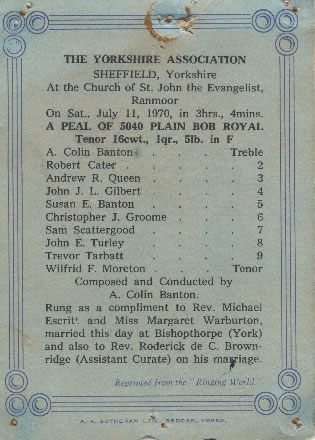 THE YORKSHIRE ASSOCIATION
SHEFFIELD, Yorkshire
At the Church of St. John the Evangelist,
Ranmoor
On Sat., July 11, 1970, in 3hrs., 4mins.
A PEAL OF 5040 PLAIN BOB ROYAL
Tenor 16cwt., 1qr., 5lb. in F
A. Colin Banton . . . . Treble
Robert Cater . . . . . 2
Andrew R. Queen . . . . 3
John J. L. Gilbert . . . . 4
Susan E. Banton . . . . 5
Christopher J. Groome . . . 6
Sam Scattergood . . . . 7
John E. Turley . . . . 8
Trevor Tarbatt . . . . 9
Wilfrid F. Moreton . . . Tenor
Composed and Conducted by
A. Colin Banton.
Rung as a compliment to Rev. Michael
Escritt and Miss Margaret Warburton,
married this day at Bishopthorpe (York)
and also to Rev. Roderick de C. Brown-
ridge (Assistant Curate) on his marriage.
Reprinted from the "Ringing World"
A. A. SOTHERAN LTD., REDCAR, YORKS.